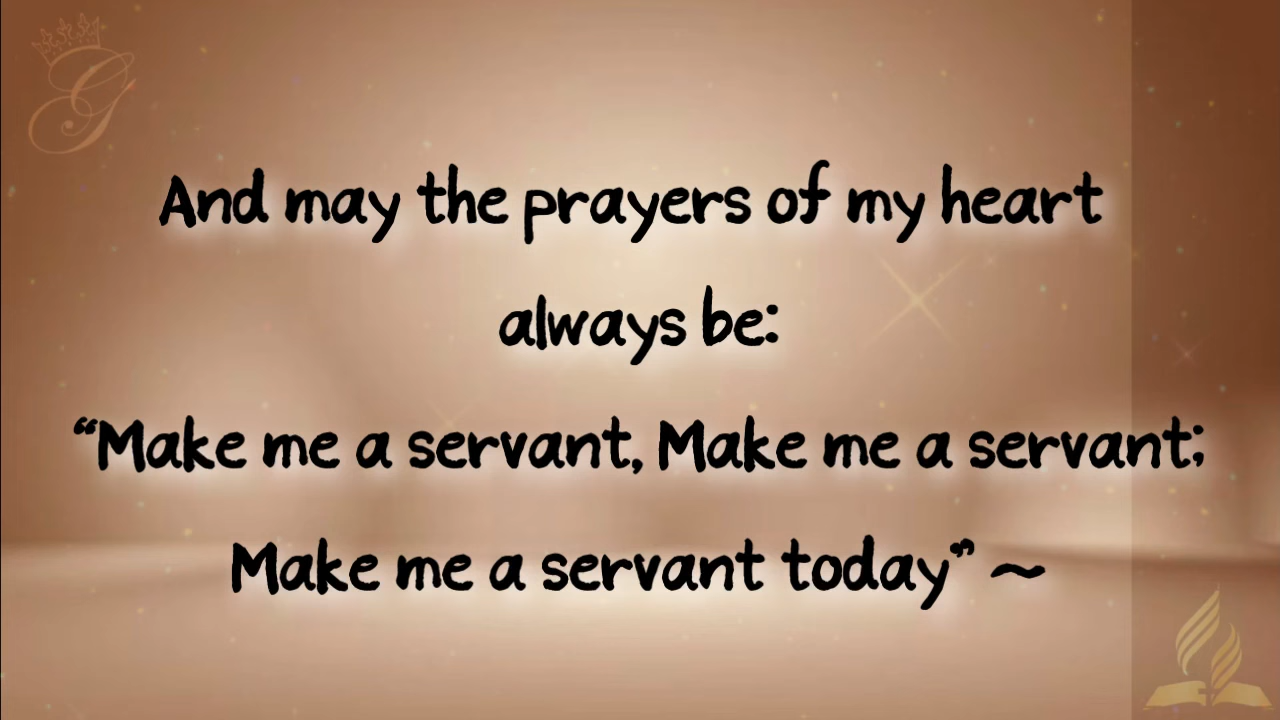 G
And may the prayers of my heart
always be:
“Make me a servant, Make me a servant;
Make me a servant today” ~